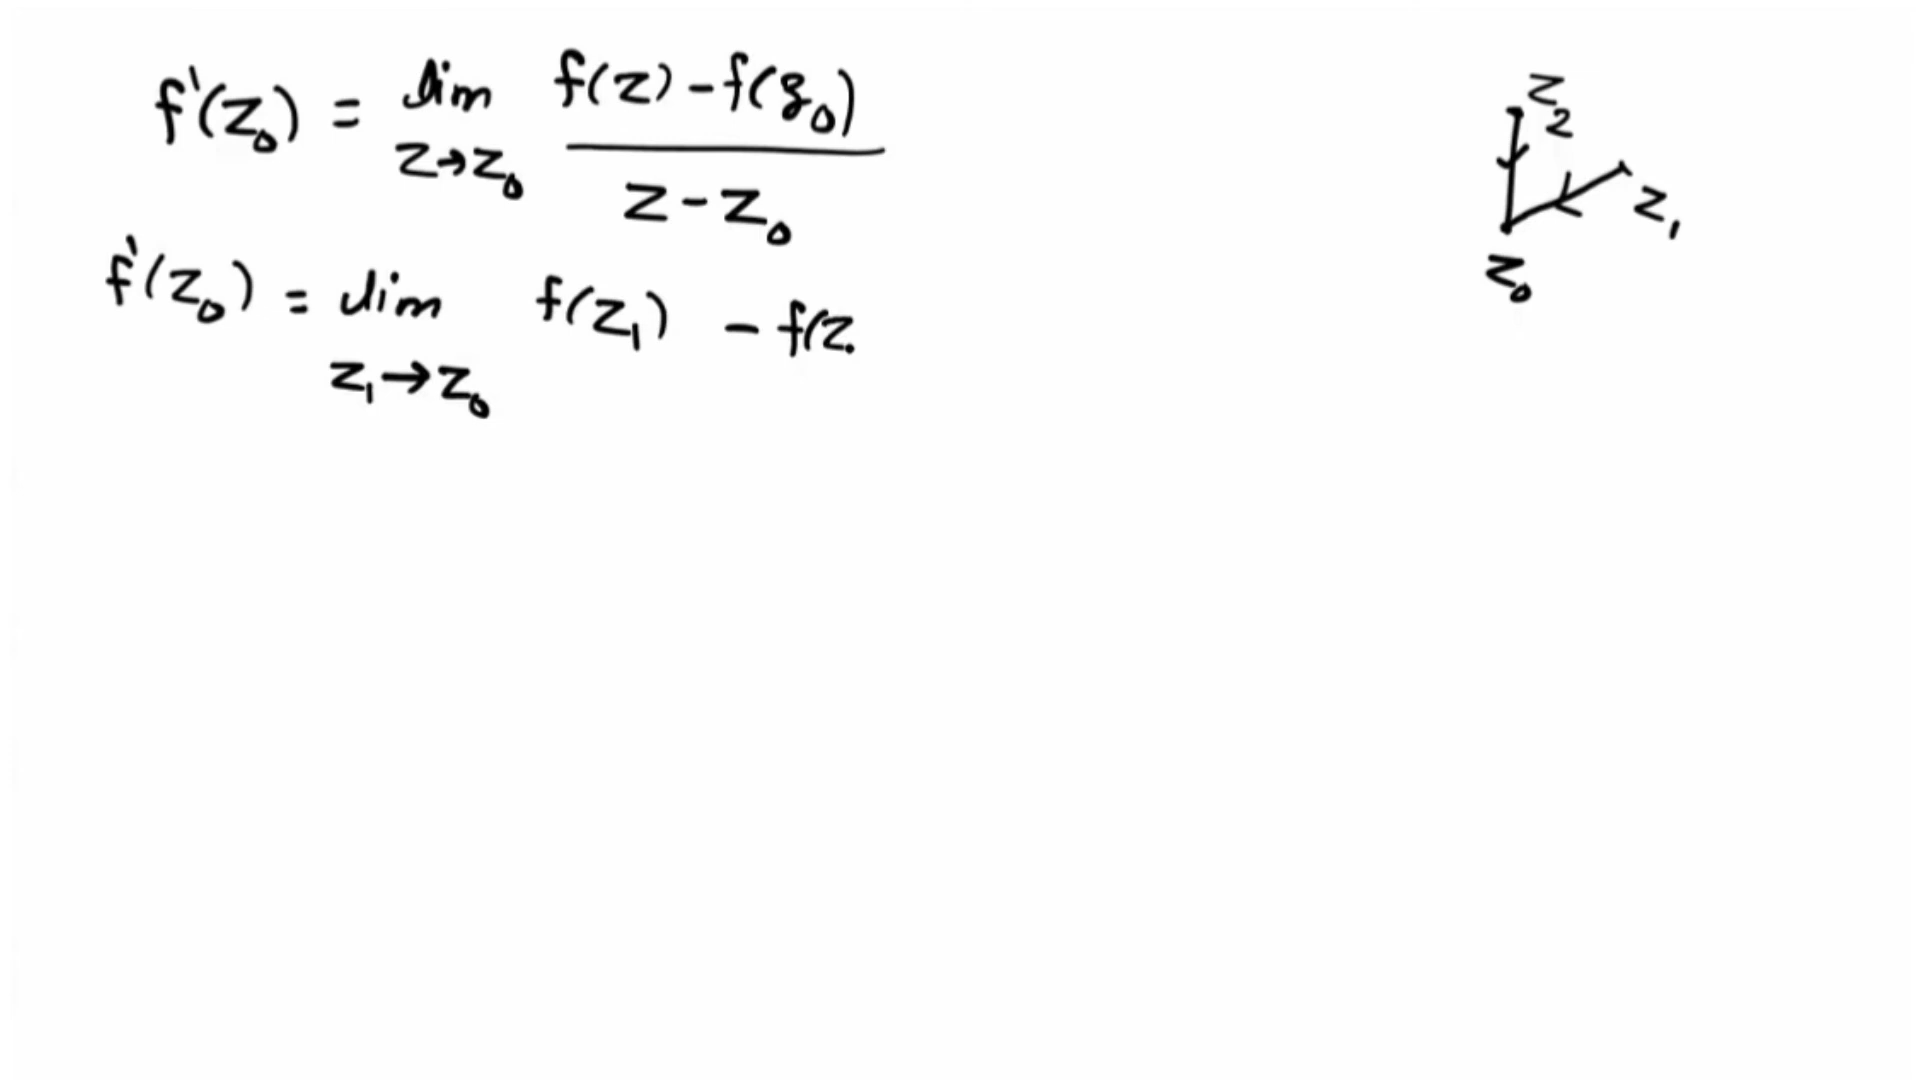 f'(z₀) = lim z→z₀ f(z) - f(z₀) / z - z₀
f'(z₀) = lim z₁→z₀ f(z₁) - f(z.
z₂
z₁
z₀